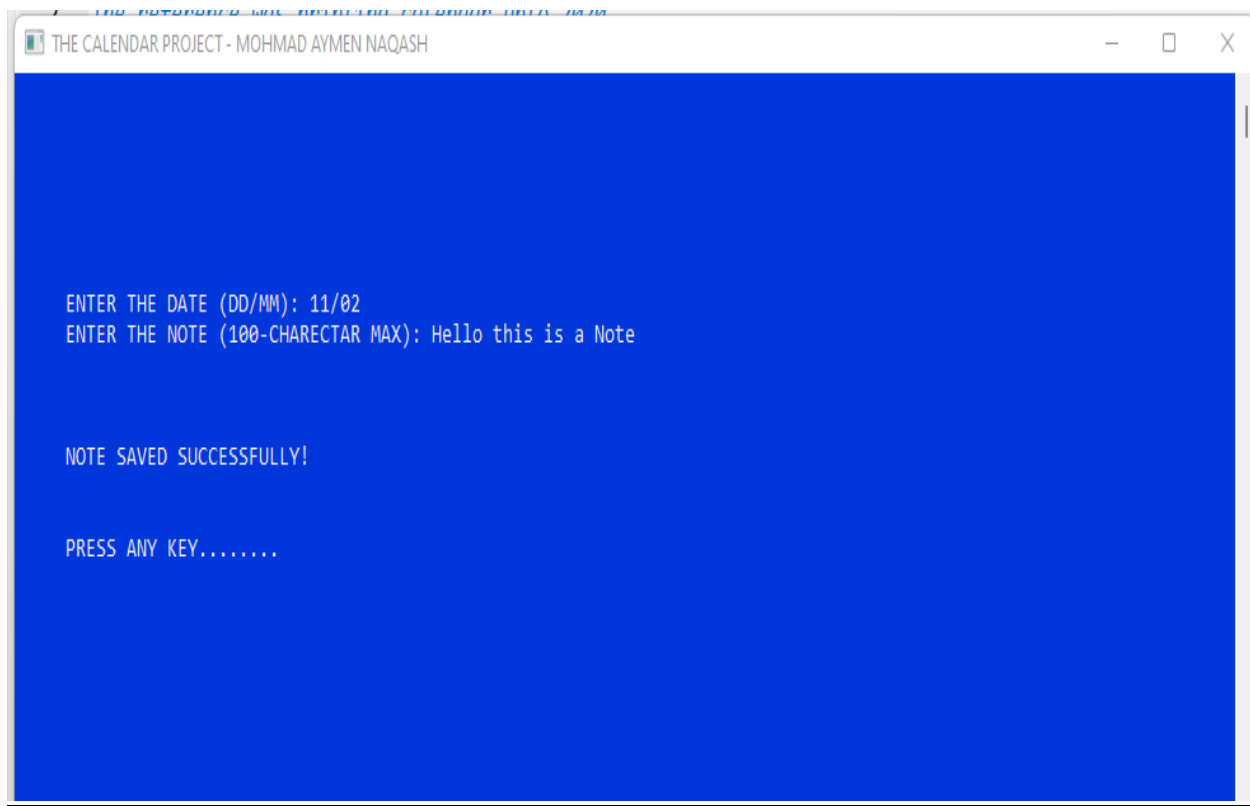 THE CALENDAR PROJECT - MOHMAD AYMEN NAQASH
ENTER THE DATE (DD/MM): 11/02
ENTER THE NOTE (100-CHARECTAR MAX): Hello this is a Note
NOTE SAVED SUCCESSFULLY!
PRESS ANY KEY........